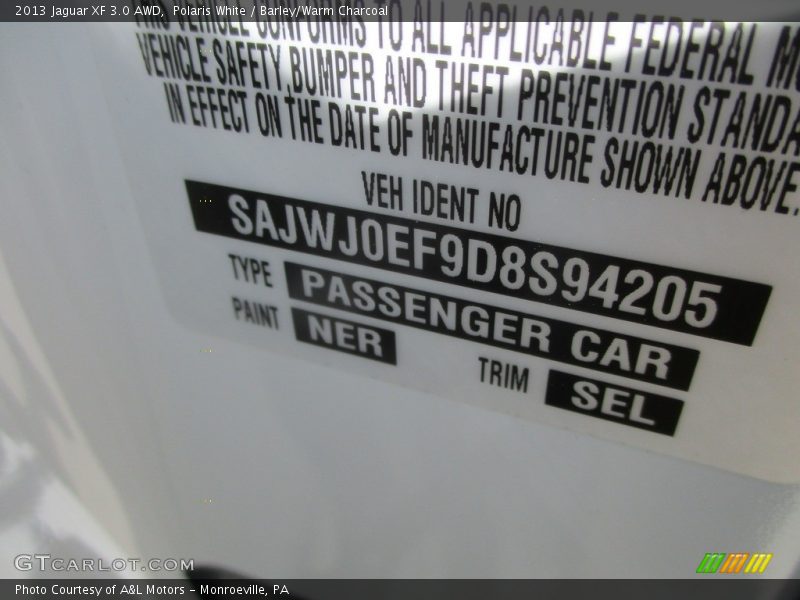 2013 Jaguar XF 3.0 AWD, Polaris White / Barley/Warm Charcoal
VEHICLE CONFORMS TO ALL APPLICABLE FEDERAL
VEHICLE SAFETY,BUMPER AND THEFT PREVENTION STANDA
IN EFFECT ON THE DATE OF MANUFACTURE SHOWN ABOVE.
VEH IDENT NO
SAJWJ0EF9D8S94205
TYPE PASSENGER CAR
PAINT NER
TRIM SEL
GTCARLOT.COM
Photo Courtesy of A&L Motors - Monroeville, PA